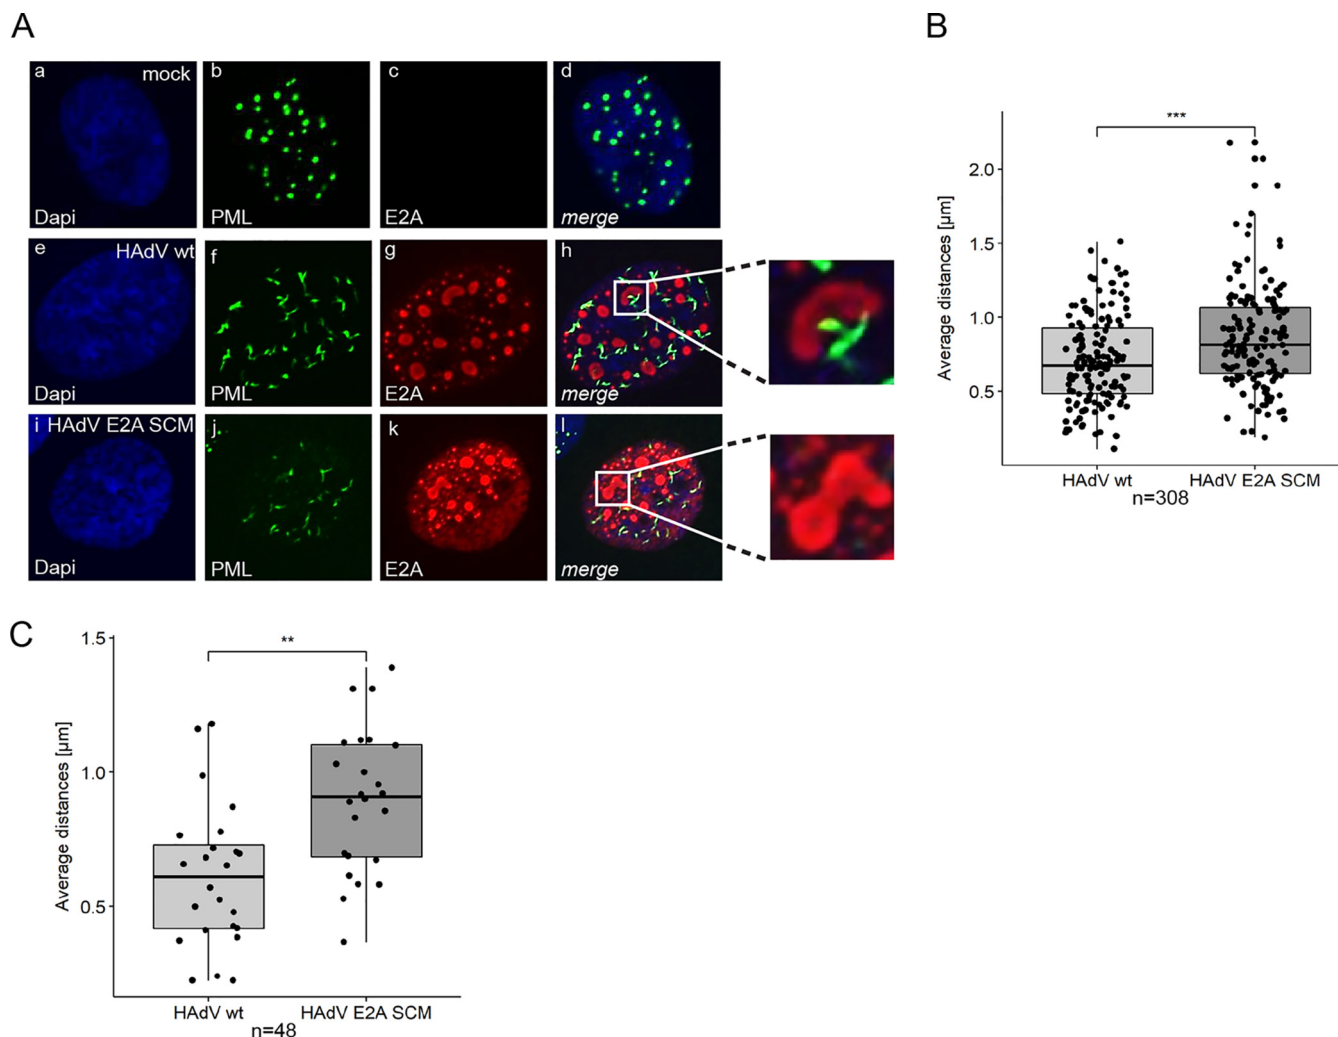 A
B
a
mock
b
c
d
Dapi
PML
E2A
merge
e
HAdV wt
f
g
h
Dapi
PML
E2A
merge
i
HAdV E2A SCM
j
k
l
Dapi
PML
E2A
merge
***
2.0
1.5
1.0
0.5
Average distances [µm]
HAdV wt
HAdV E2A SCM
n=308
C
**
1.5
1.0
0.5
Average distances [µm]
HAdV wt
HAdV E2A SCM
n=48